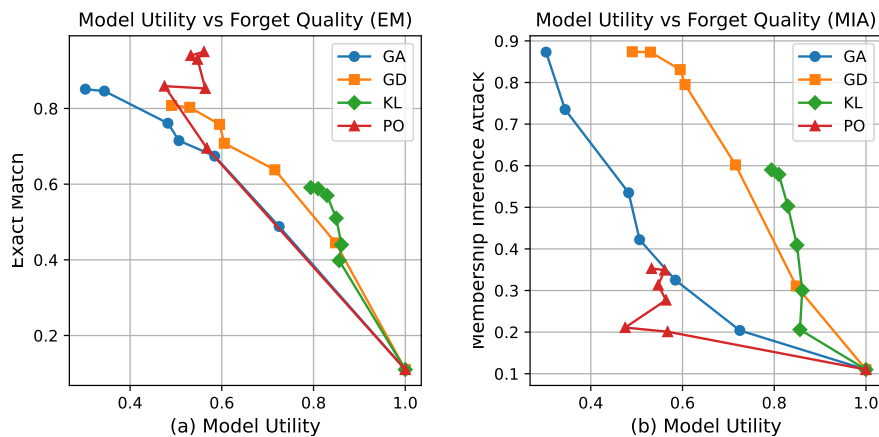 Model Utility vs Forget Quality (EM)
Exact Match
0.8
0.6
0.4
0.2
GA
GD
KL
PO
0.4
0.6
0.8
1.0
(a) Model Utility
Model Utility vs Forget Quality (MIA)
Membership Inference Attack
0.9
0.8
0.7
0.6
0.5
0.4
0.3
0.2
0.1
GA
GD
KL
PO
0.4
0.6
0.8
1.0
(b) Model Utility